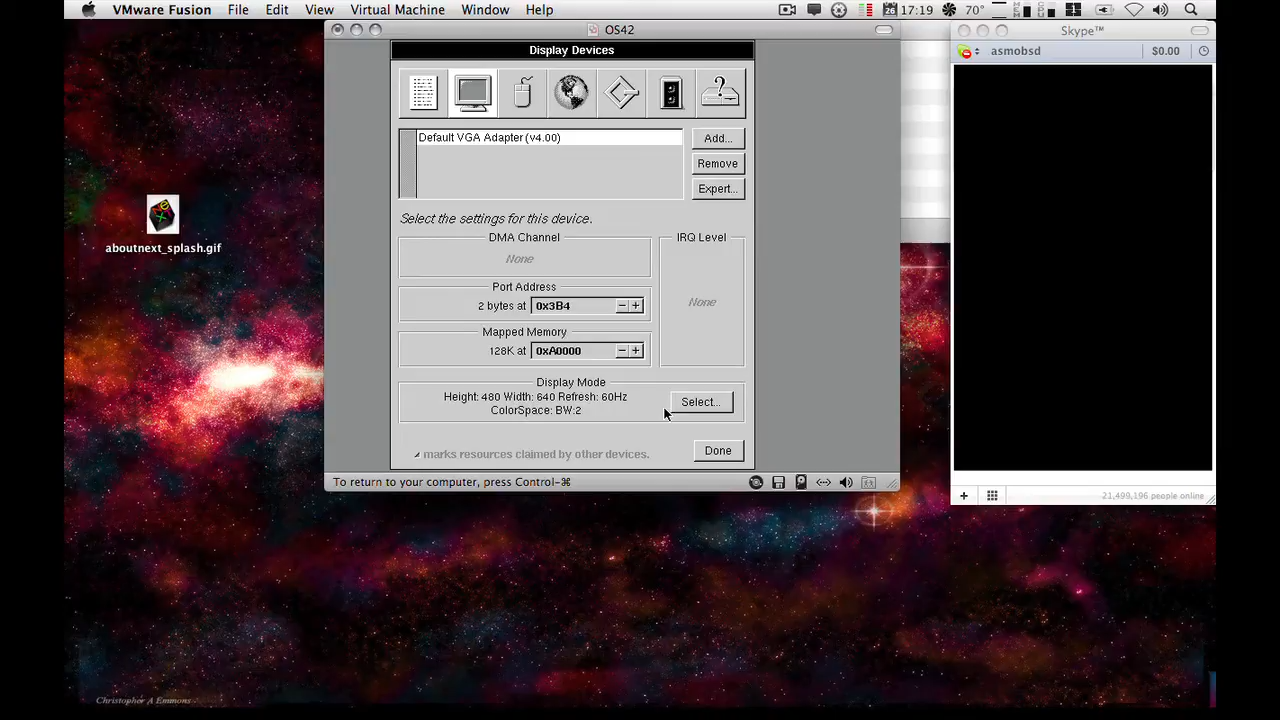 VMware Fusion File Edit View Virtual Machine Window Help
17:19 70°
OS42
Display Devices
Default VGA Adapter (v4.00)
Add...
Remove
Expert...
Select the settings for this device.
DMA Channel
None
IRQ Level
None
Port Address
2 bytes at 0x3B4
Mapped Memory
128K at 0xA0000
Display Mode
Height: 480 Width: 640 Refresh: 60Hz
ColorSpace: BW:2
Select...
marks resources claimed by other devices.
Done
To return to your computer, press Control-⌘
Skype™
asmobsd $0.00
21,499,196 people online
aboutnext_splash.gif
Christopher A Emmons